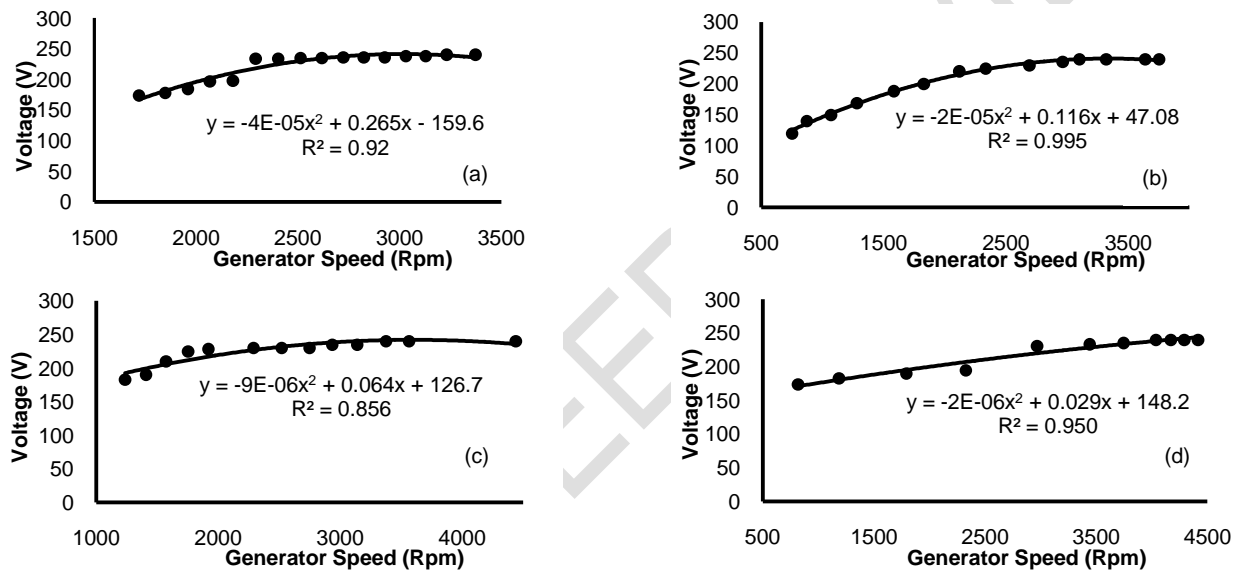 300
250
200
150
100
50
0
Voltage (V)
y = -4E-05x² + 0.265x - 159.6
R² = 0.92
(a)
1500 2000 2500 3000 3500
Generator Speed (Rpm)
300
250
200
150
100
50
0
Voltage (V)
y = -2E-05x² + 0.116x + 47.08
R² = 0.995
(b)
500 1500 2500 3500
Generator Speed (Rpm)
300
250
200
150
100
50
0
Voltage (V)
y = -9E-06x² + 0.064x + 126.7
R² = 0.856
(c)
1000 2000 3000 4000
Generator Speed (Rpm)
300
250
200
150
100
50
0
Voltage (V)
y = -2E-06x² + 0.029x + 148.2
R² = 0.950
(d)
500 1500 2500 3500 4500
Generator Speed (Rpm)